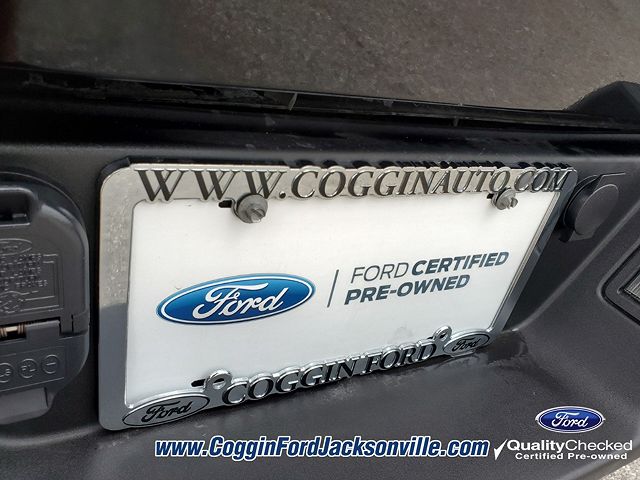 WWW.COGGINAUTO.COM
Ford
FORD CERTIFIED
PRE-OWNED
COGGIN FORD
Ford
Ford
www.CogginFordJacksonville.com
Ford
QualityChecked
Certified Pre-owned